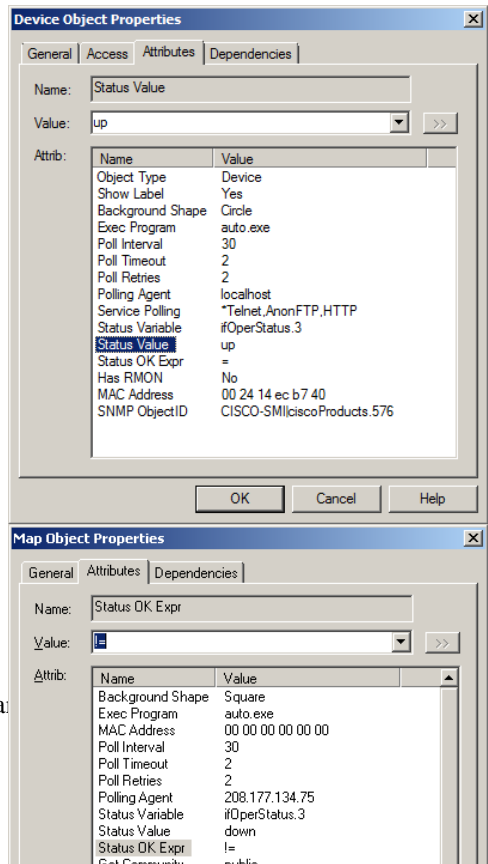 Device Object Properties
General Access Attributes Dependencies
Name: Status Value
Value: up >>
Attrib: Name Value
Object Type Device
Show Label Yes
Background Shape Circle
Exec Program auto.exe
Poll Interval 30
Poll Timeout 2
Poll Retries 2
Polling Agent localhost
Service Polling *Telnet,AnonFTP,HTTP
Status Variable ifOperStatus.3
Status Value up
Status OK Expr =
Has RMON No
MAC Address 00 24 14 ec b7 40
SNMP ObjectID CISCO-SMI|ciscoProducts.576
OK Cancel Help
Map Object Properties
General Attributes Dependencies
Name: Status OK Expr
Value: != >>
Attrib: Name Value
Background Shape Square
Exec Program auto.exe
MAC Address 00 00 00 00 00 00
Poll Interval 30
Poll Timeout 2
Poll Retries 2
Polling Agent 208.177.134.75
Status Variable ifOperStatus.3
Status Value down
Status OK Expr !=
Get Community public